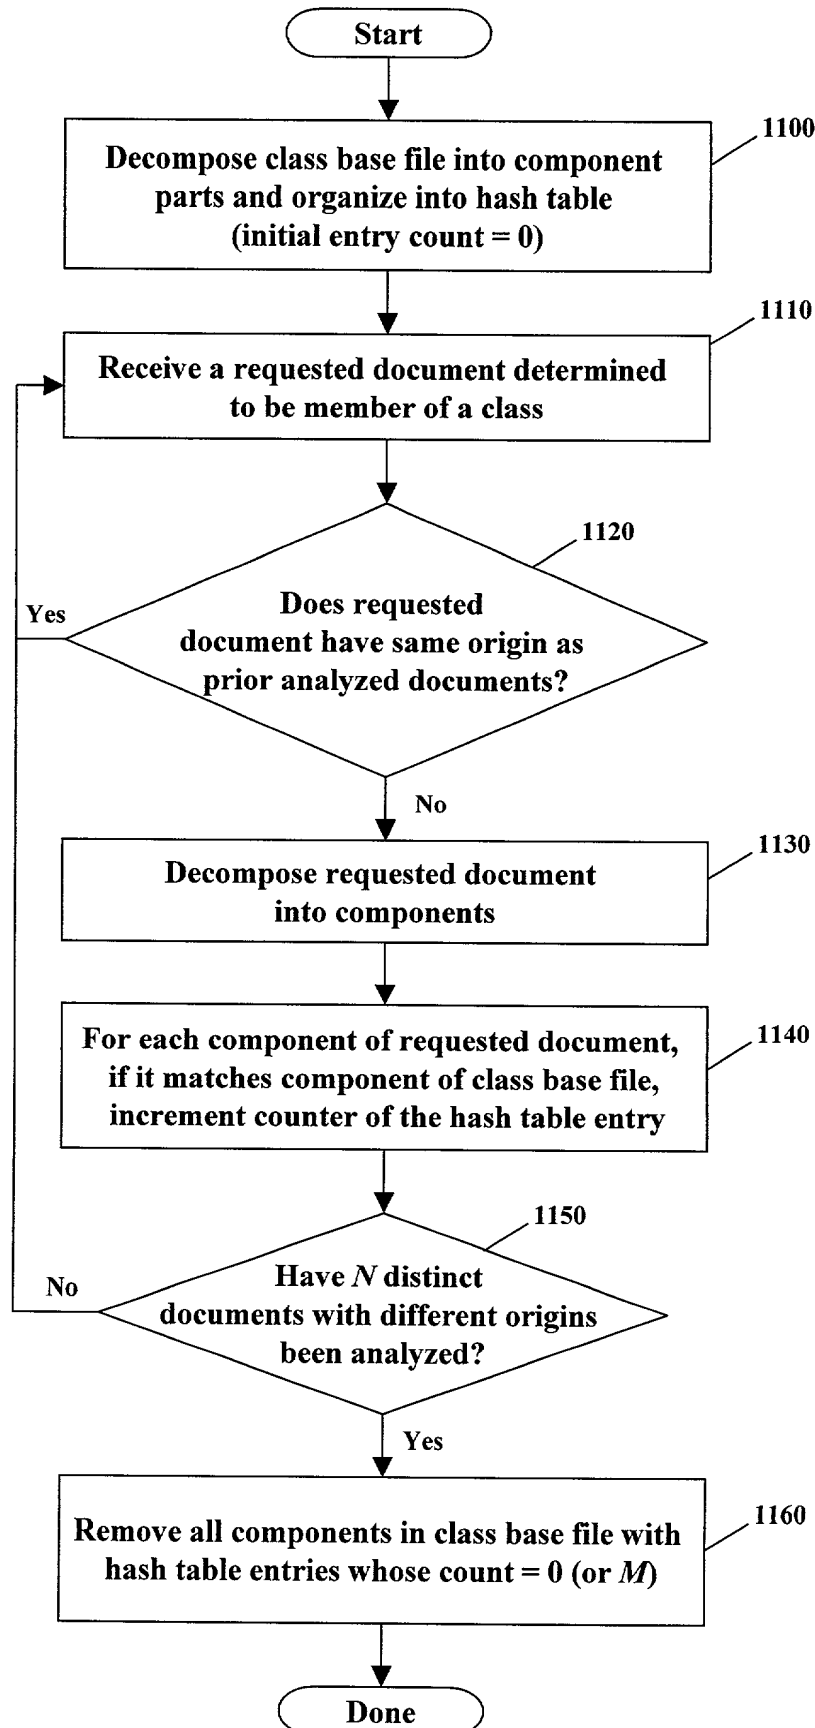 Start
1100
Decompose class base file into component
parts and organize into hash table
(initial entry count = 0)
1110
Receive a requested document determined
to be member of a class
1120
Does requested
document have same origin as
prior analyzed documents?
Yes
No
1130
Decompose requested document
into components
1140
For each component of requested document,
if it matches component of class base file,
increment counter of the hash table entry
1150
Have N distinct
documents with different origins
been analyzed?
No
Yes
1160
Remove all components in class base file with
hash table entries whose count = 0 (or M)
Done